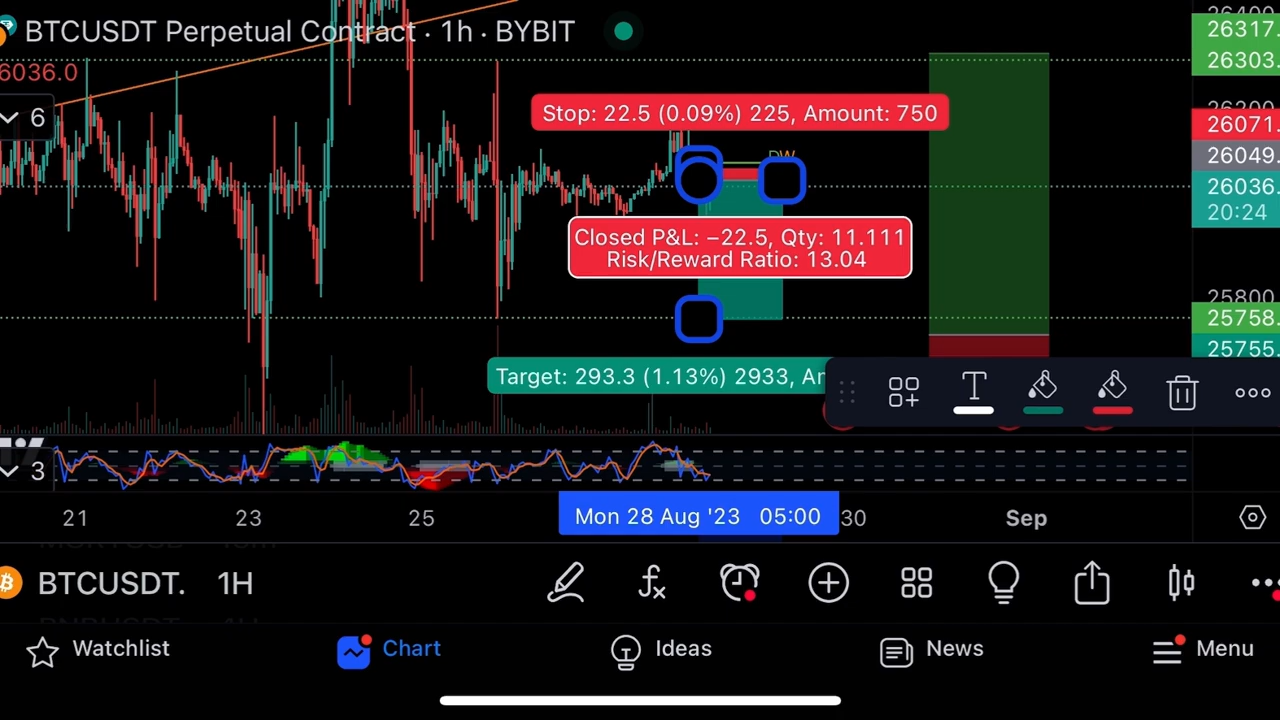 BTCUSDT Perpetual Contract · 1h · BYBIT
26317.
6036.0
26303.
Stop: 22.5 (0.09%) 225, Amount: 750
6
26071.
26049.
26036.
20:24
Closed P&L: −22.5, Qty: 11.111
Risk/Reward Ratio: 13.04
25800
25758.
25755.
Target: 293.3 (1.13%) 2933, Am
T
3
21
23
25
Mon 28 Aug '23 05:00
30
Sep
BTCUSDT. 1H
Watchlist
Chart
Ideas
News
Menu